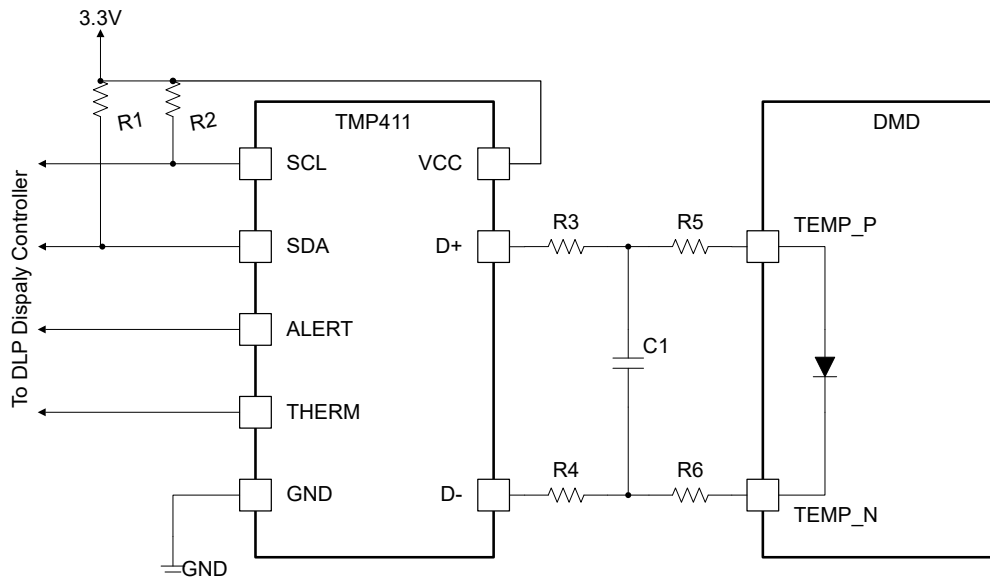 3.3V
R1
R2
TMP411
DMD
SCL
VCC
R3
R5
TEMP_P
SDA
D+
To DLP Dispaly Controller
ALERT
C1
THERM
R4
R6
GND
D-
TEMP_N
GND